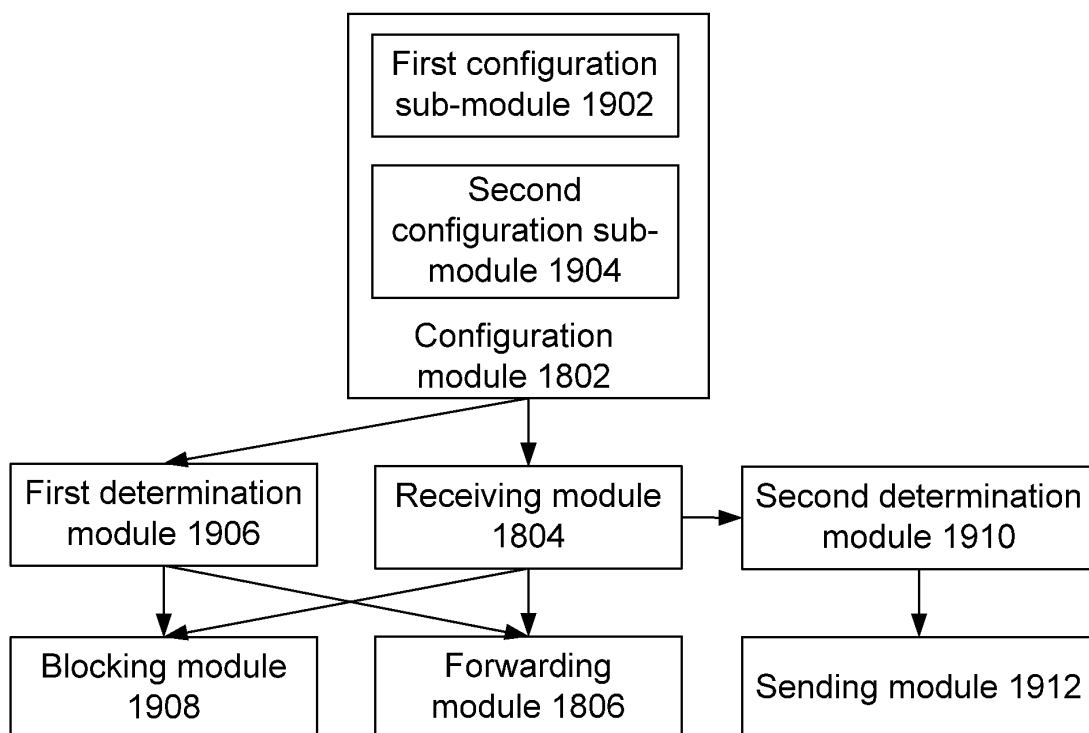 First configuration
sub-module 1902
Second
configuration sub-
module 1904
Configuration
module 1802
First determination
module 1906
Receiving module
1804
Second determination
module 1910
Blocking module
1908
Forwarding
module 1806
Sending module 1912